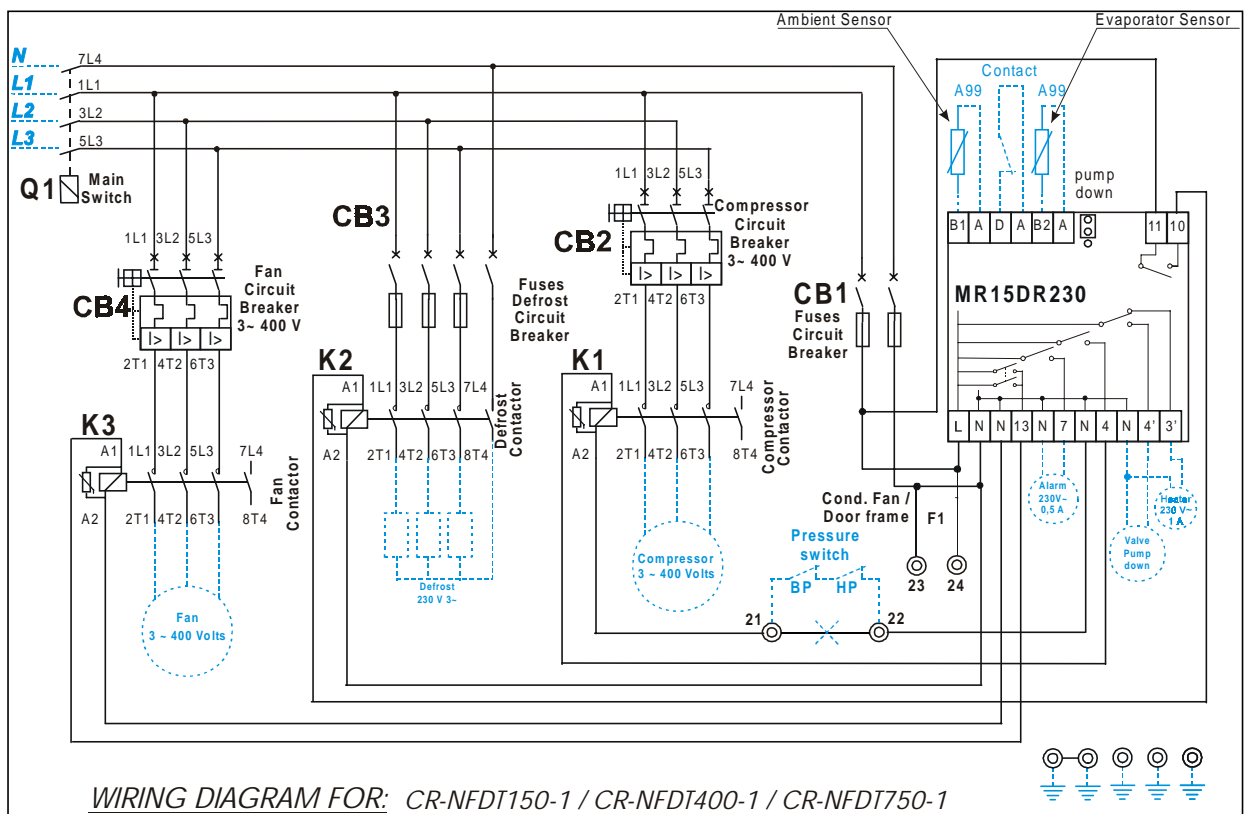 Ambient Sensor
Evaporator Sensor
N
7L4
L1
1L1
L2
3L2
L3
5L3
Q1
Main
Switch
Contact
A99
A99
pump
down
1L1 3L2 5L3
Compressor
Circuit
Breaker
3~ 400 V
CB2
I> I> I>
2T1 4T2 6T3
CB3
Fuses
Defrost
Circuit
Breaker
1L1 3L2 5L3
Fan
Circuit
Breaker
3~ 400 V
CB4
I> I> I>
2T1 4T2 6T3
CB1
Fuses
Circuit
Breaker
B1 A D A B2 A
11 10
MR15DR230
L N N 13 N 7 N 4 N 4' 3'
K2
A1 1L1 3L2 5L3 7L4
A2 2T1 4T2 6T3 8T4
Defrost
Contactor
K1
A1 1L1 3L2 5L3 7L4
A2 2T1 4T2 6T3 8T4
Compressor
Contactor
K3
A1 1L1 3L2 5L3 7L4
A2 2T1 4T2 6T3 8T4
Fan
Contactor
Alarm
230V~
0,5 A
Heater
230 V~
1 A
Valve
Pump
down
Cond. Fan /
Door frame
F1
Pressure
switch
BP HP
23 24
21 22
Compressor
3 ~ 400 Volts
Defrost
230 V 3~
Fan
3 ~ 400 Volts
WIRING DIAGRAM FOR: CR-NFDT150-1 / CR-NFDT400-1 / CR-NFDT750-1